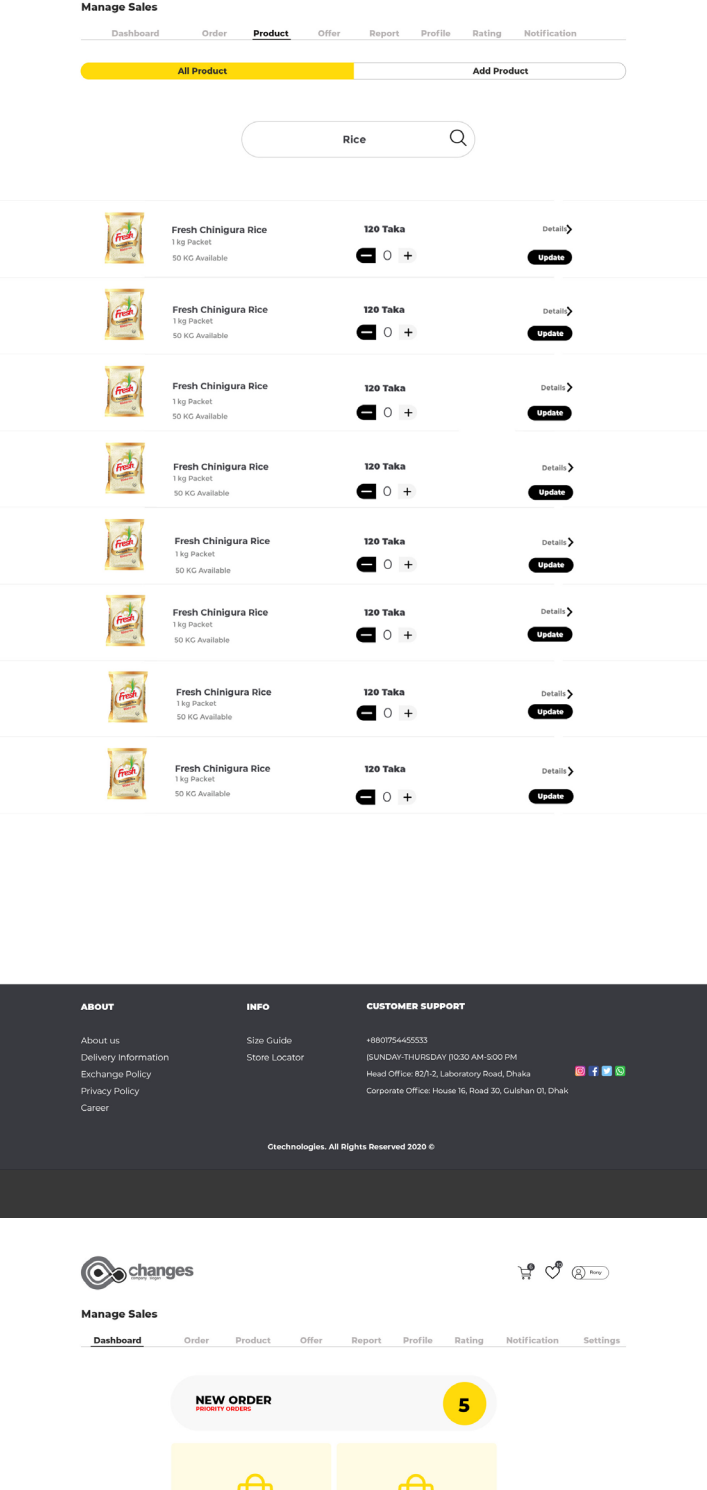 Manage Sales
Dashboard Order Product Offer Report Profile Rating Notification
All Product Add Product
Rice
Fresh Chinigura Rice 120 Taka Details
1 kg Packet
50 KG Available 0 Update
Fresh Chinigura Rice 120 Taka Details
1 kg Packet
50 KG Available 0 Update
Fresh Chinigura Rice 120 Taka Details
1 kg Packet
50 KG Available 0 Update
Fresh Chinigura Rice 120 Taka Details
1 kg Packet
50 KG Available 0 Update
Fresh Chinigura Rice 120 Taka Details
1 kg Packet
50 KG Available 0 Update
Fresh Chinigura Rice 120 Taka Details
1 kg Packet
50 KG Available 0 Update
Fresh Chinigura Rice 120 Taka Details
1 kg Packet
50 KG Available 0 Update
Fresh Chinigura Rice 120 Taka Details
1 kg Packet
50 KG Available 0 Update
ABOUT INFO CUSTOMER SUPPORT
About us Size Guide +8801754455533
Delivery Information Store Locator (SUNDAY-THURSDAY (10:30 AM-5:00 PM
Exchange Policy Head Office: 82/1-2, Laboratory Road, Dhaka
Privacy Policy Corporate Office: House 16, Road 30, Gulshan 01, Dhak
Career
Gtechnologies. All Rights Reserved 2020 ©
changes
company slogan
Rony
Manage Sales
Dashboard Order Product Offer Report Profile Rating Notification Settings
NEW ORDER 5
PRIORITY ORDERS